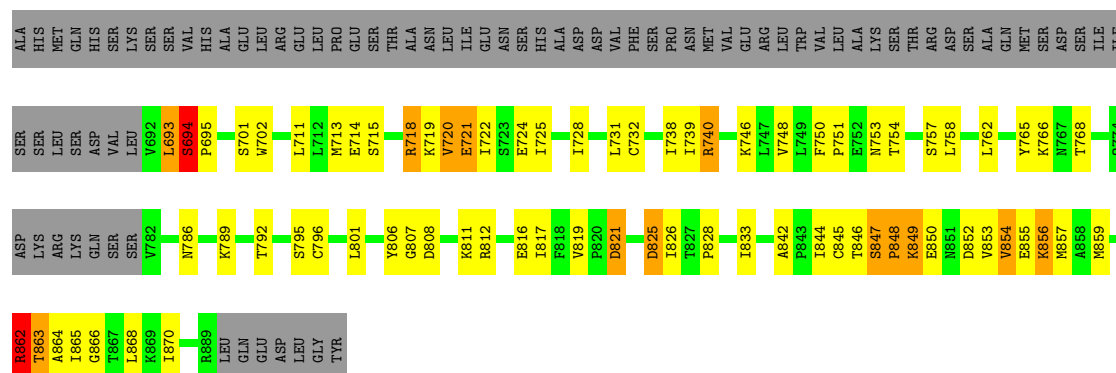 ALA HIS MET GLN HIS SER LYS SER SER VAL HIS ALA GLU LEU ARG GLU LEU PRO GLU SER THR ALA ASN LEU ILE GLU ASN SER HIS ALA ASP ASP VAL PHE SER PRO ASN MET VAL GLU ARG LEU TRP VAL LEU ALA LYS SER THR ARG ASP SER ALA GLN MET SER ASP SER ILE
SER SER LEU SER ASP VAL LEU V692 L693 S694 P695 S701 W702 L711 L712 M713 E714 S715 R718 K719 V720 E721 I722 S723 E724 I725 I728 L731 C732 I738 I739 R740 K746 L747 V748 L749 F750 P751 E752 N753 T754 S757 L758 L762 Y765 K766 N767 T768
ASP LYS ARG LYS GLN SER SER V782 N786 K789 T792 S795 C796 L801 Y806 G807 D808 K811 R812 E816 I817 F818 V819 P820 D821 D825 I826 T827 P828 I833 A842 P843 I844 C845 T846 S847 P848 K849 E850 N851 D852 V853 V854 E855 K856 M857 A858 M859
R862 T863 A864 I865 G866 T867 L868 K869 I870 R889 LEU GLN GLU ASP LEU GLY TYR